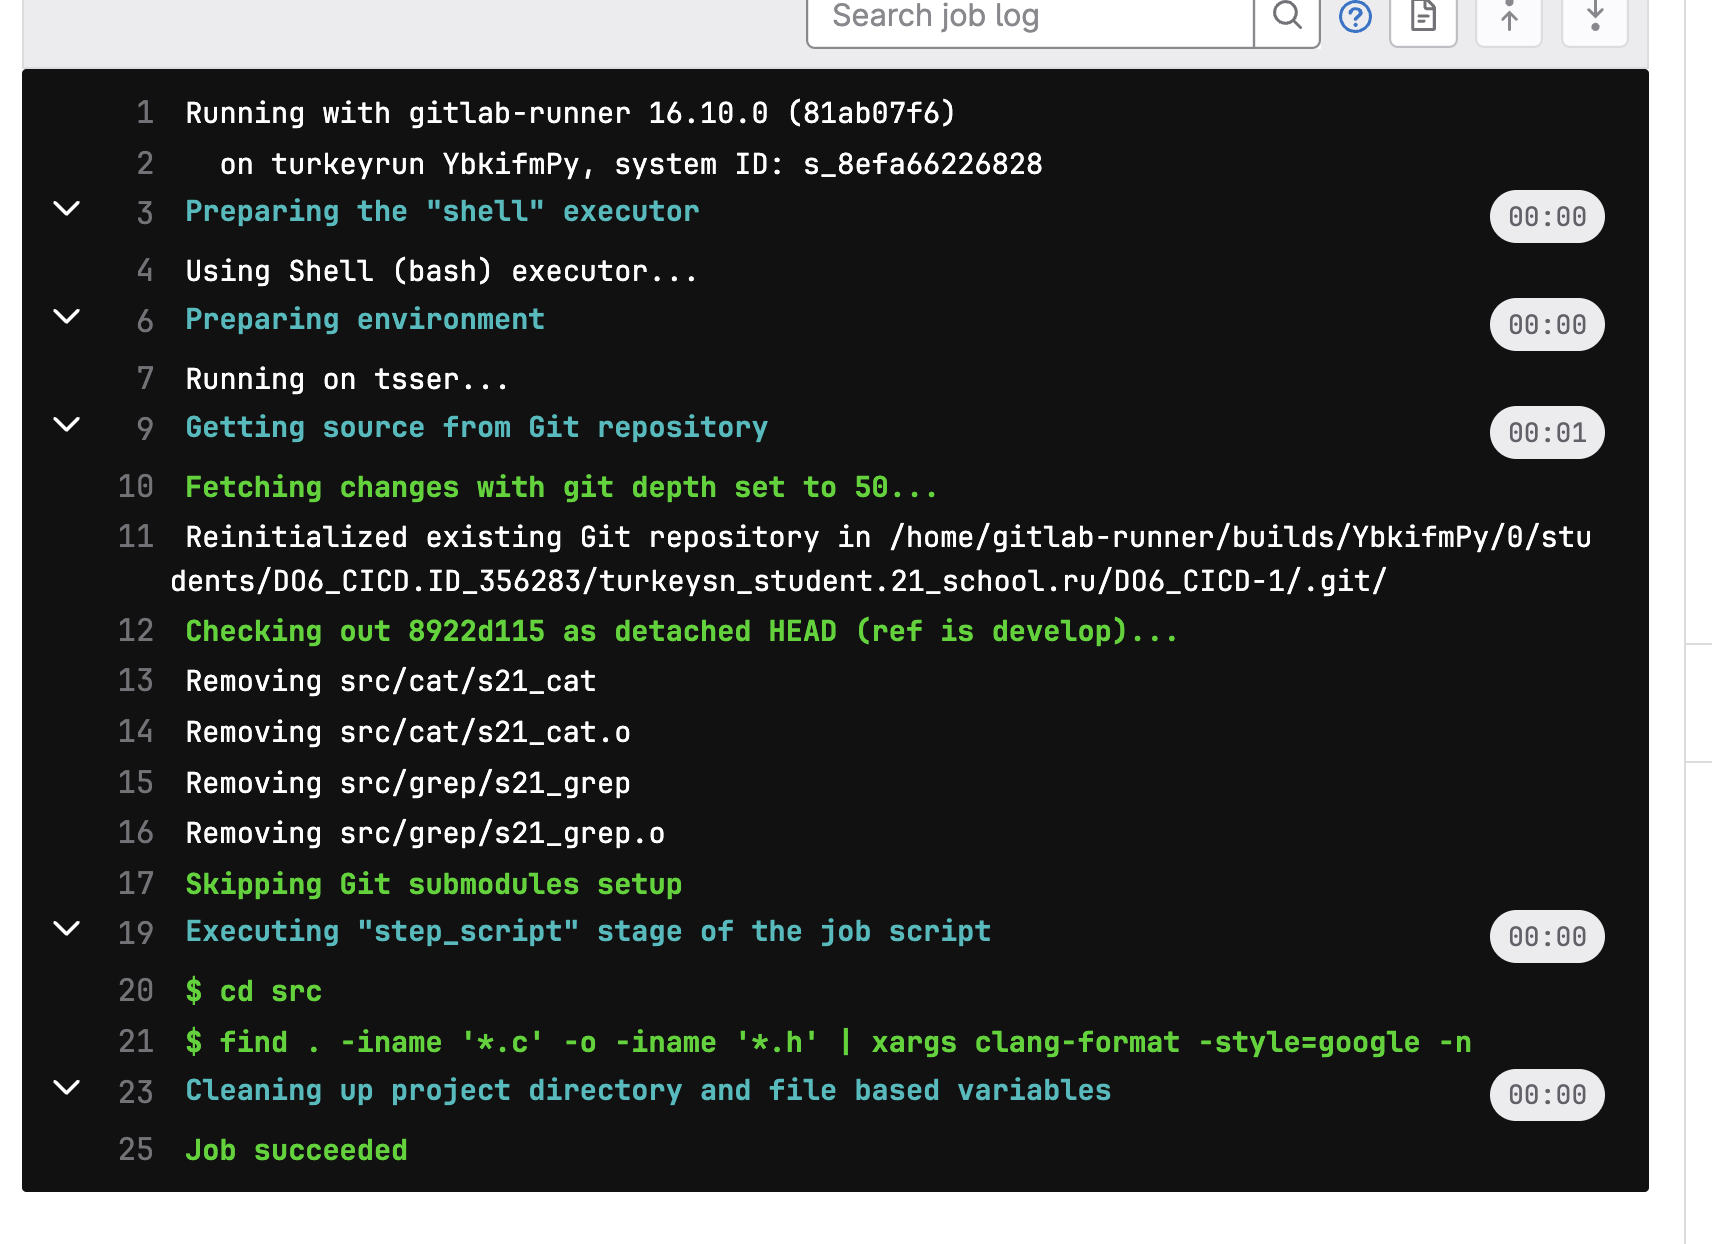 Search job log
1 Running with gitlab-runner 16.10.0 (81ab07f6)
2 on turkeyrun YbkifmPy, system ID: s_8efa66226828
3 Preparing the "shell" executor 00:00
4 Using Shell (bash) executor...
6 Preparing environment 00:00
7 Running on tsser...
9 Getting source from Git repository 00:01
10 Fetching changes with git depth set to 50...
11 Reinitialized existing Git repository in /home/gitlab-runner/builds/YbkifmPy/0/stu
dents/DO6_CICD.ID_356283/turkeysn_student.21_school.ru/DO6_CICD-1/.git/
12 Checking out 8922d115 as detached HEAD (ref is develop)...
13 Removing src/cat/s21_cat
14 Removing src/cat/s21_cat.o
15 Removing src/grep/s21_grep
16 Removing src/grep/s21_grep.o
17 Skipping Git submodules setup
19 Executing "step_script" stage of the job script 00:00
20 $ cd src
21 $ find . -iname '*.c' -o -iname '*.h' | xargs clang-format -style=google -n
23 Cleaning up project directory and file based variables 00:00
25 Job succeeded